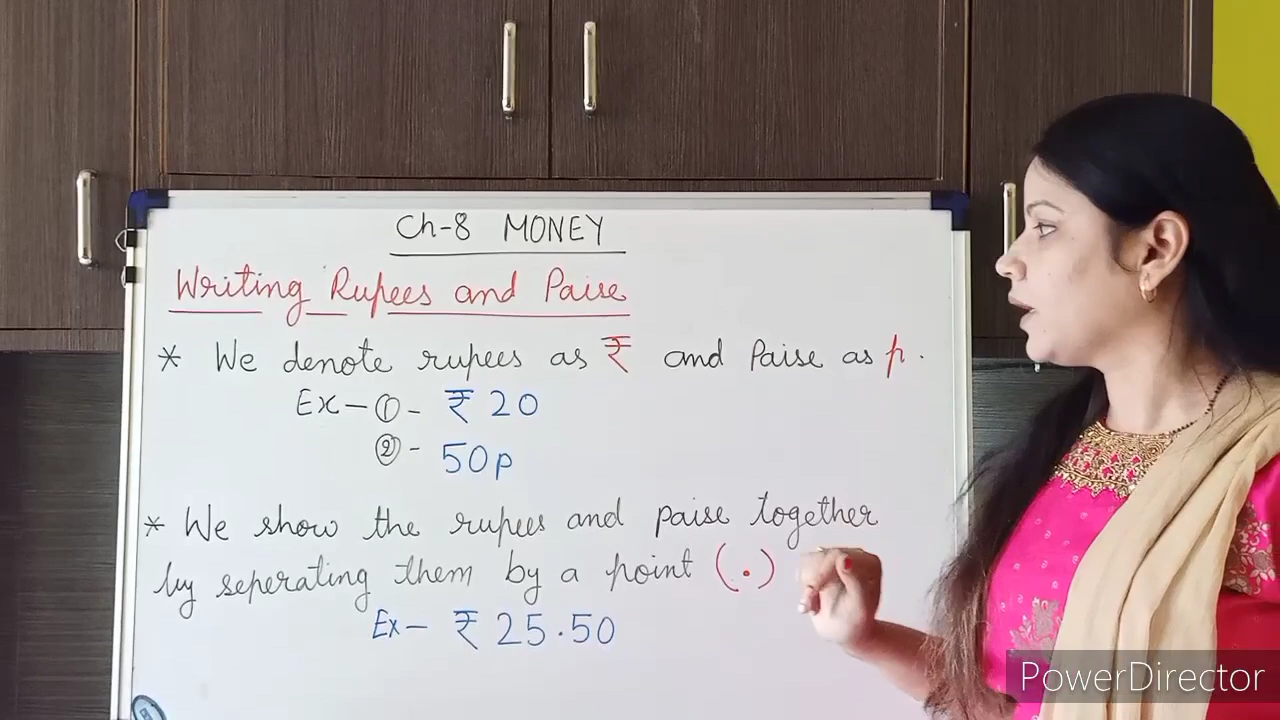 Ch-8 MONEY
Writing Rupees and Paise
* We denote rupees as ₹ and Paise as p.
Ex-①- ₹ 20
②- 50p
* We show the rupees and paise together
by seperating them by a point (.)
Ex- ₹ 25.50
PowerDirector